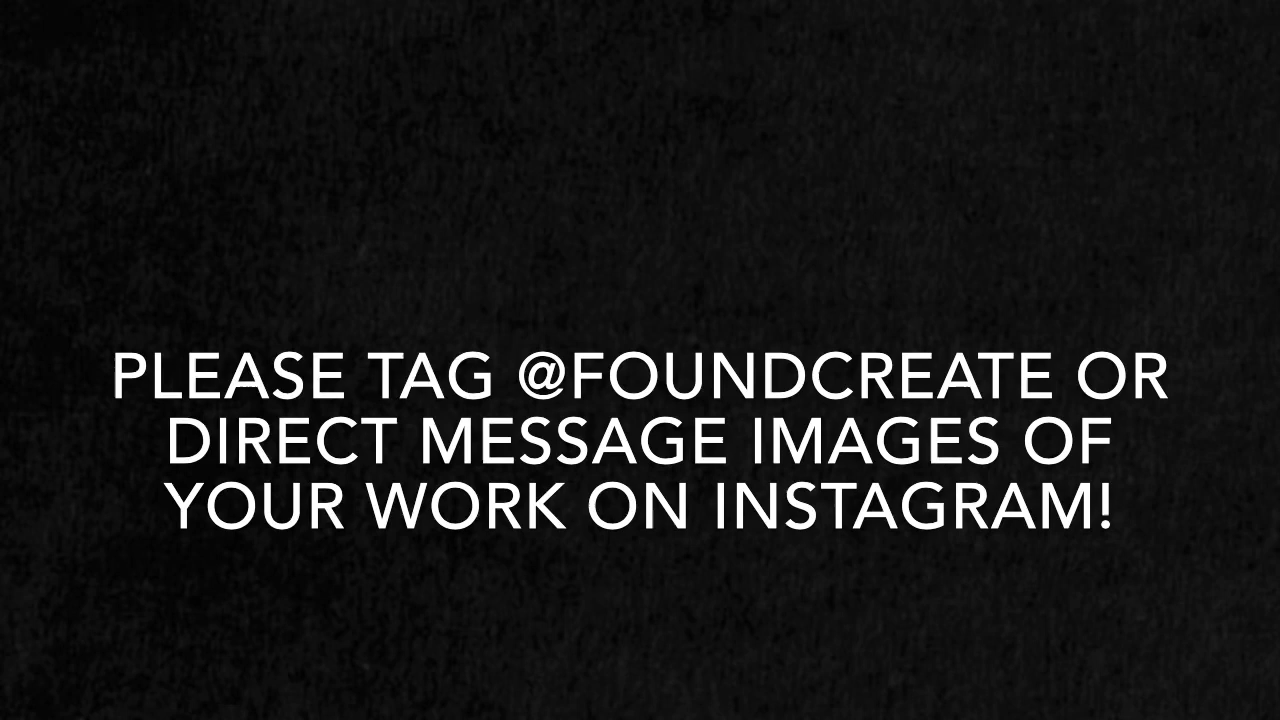 PLEASE TAG @FOUNDCREATE OR
DIRECT MESSAGE IMAGES OF
YOUR WORK ON INSTAGRAM!